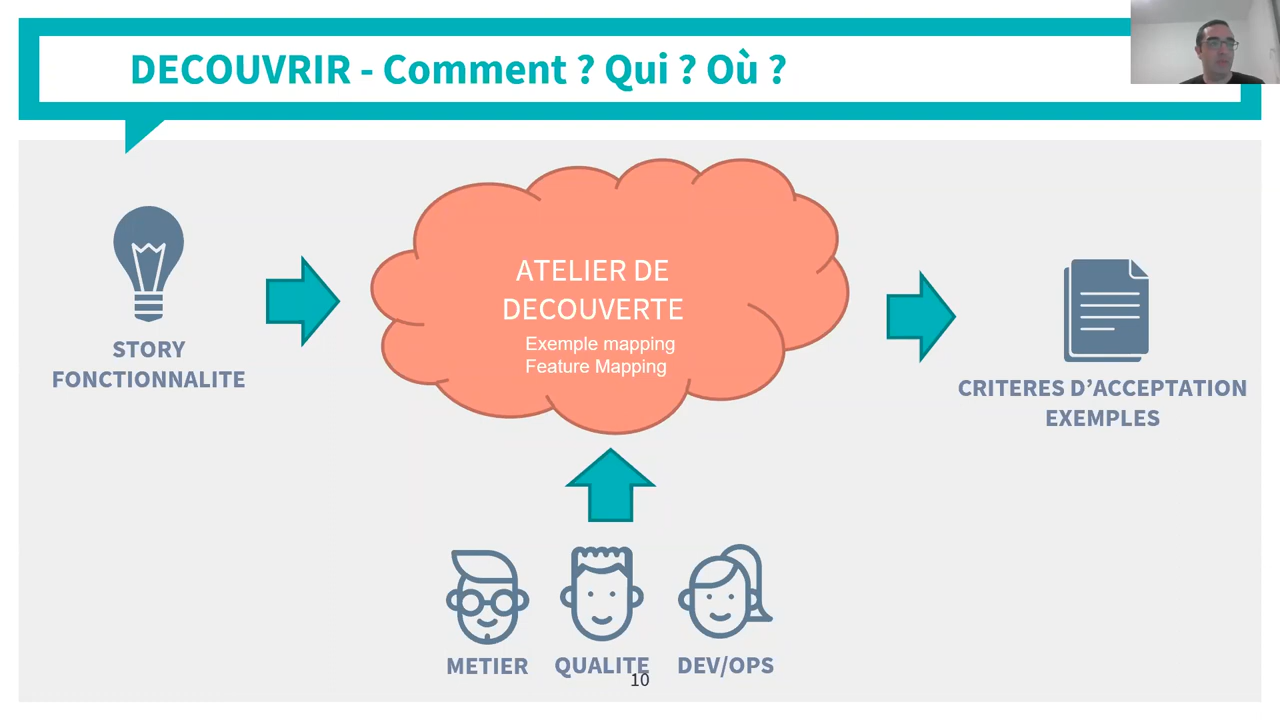 DECOUVRIR - Comment ? Qui ? Où ?
STORY
FONCTIONNALITE
ATELIER DE
DECOUVERTE
Exemple mapping
Feature Mapping
CRITERES D’ACCEPTATION
EXEMPLES
METIER
QUALITE
DEV/OPS
10